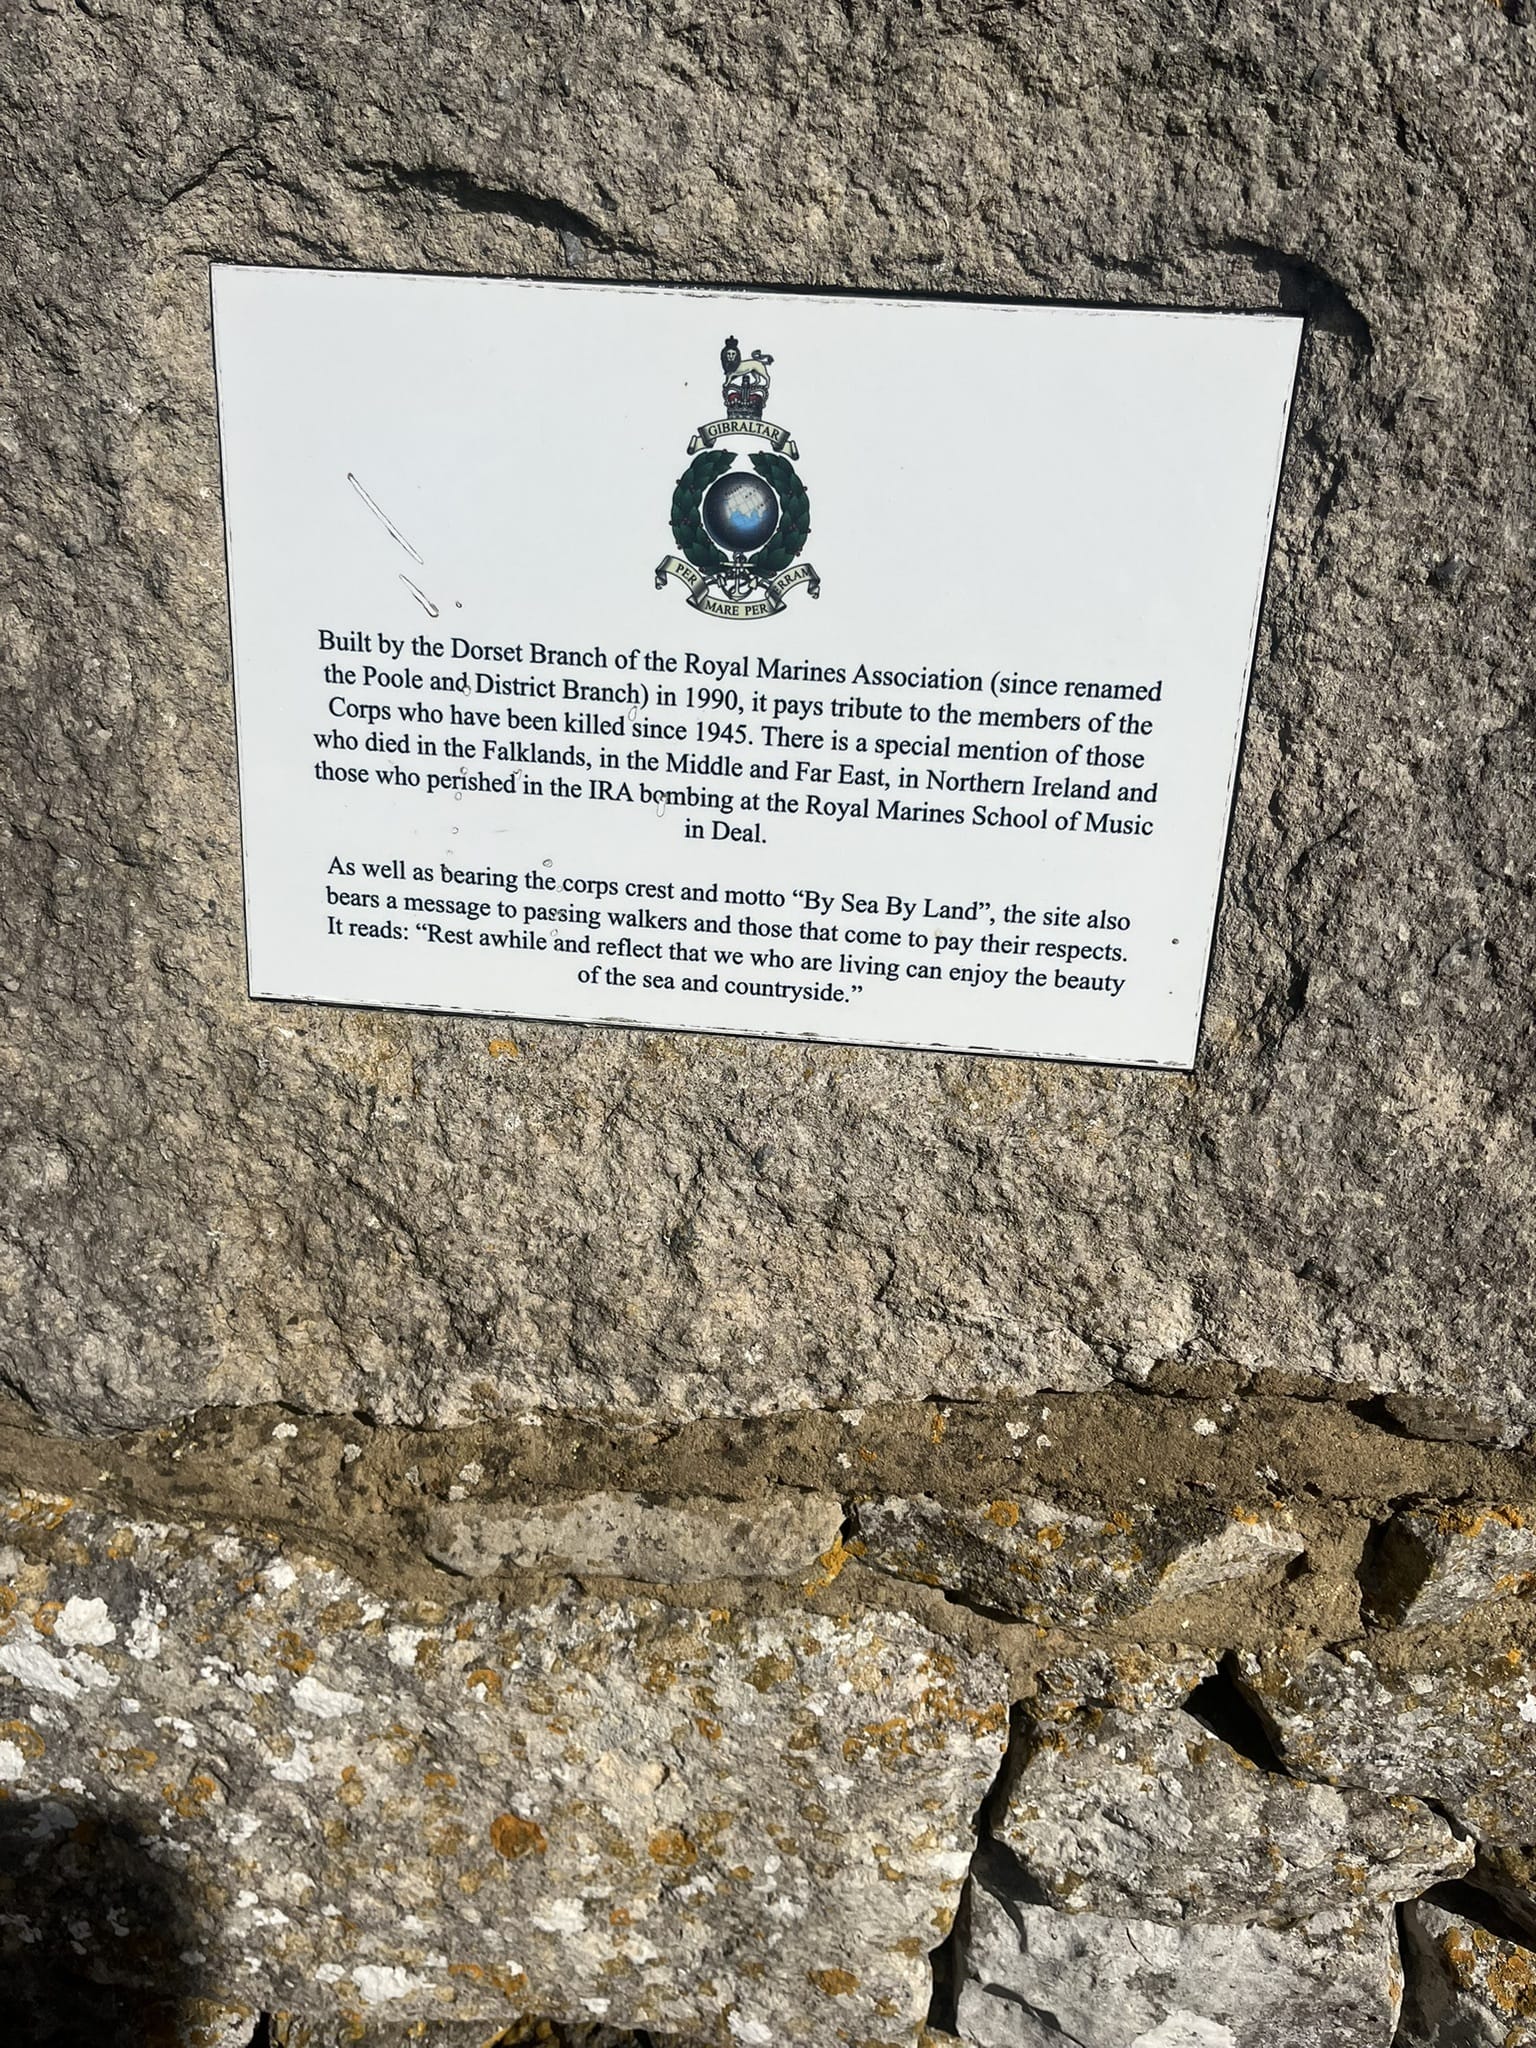 GIBRALTAR
PER MARE PER TERRAM
Built by the Dorset Branch of the Royal Marines Association (since renamed
the Poole and District Branch) in 1990, it pays tribute to the members of the
Corps who have been killed since 1945. There is a special mention of those
who died in the Falklands, in the Middle and Far East, in Northern Ireland and
those who perished in the IRA bombing at the Royal Marines School of Music
in Deal.
As well as bearing the corps crest and motto “By Sea By Land”, the site also
bears a message to passing walkers and those that come to pay their respects.
It reads: “Rest awhile and reflect that we who are living can enjoy the beauty
of the sea and countryside.”